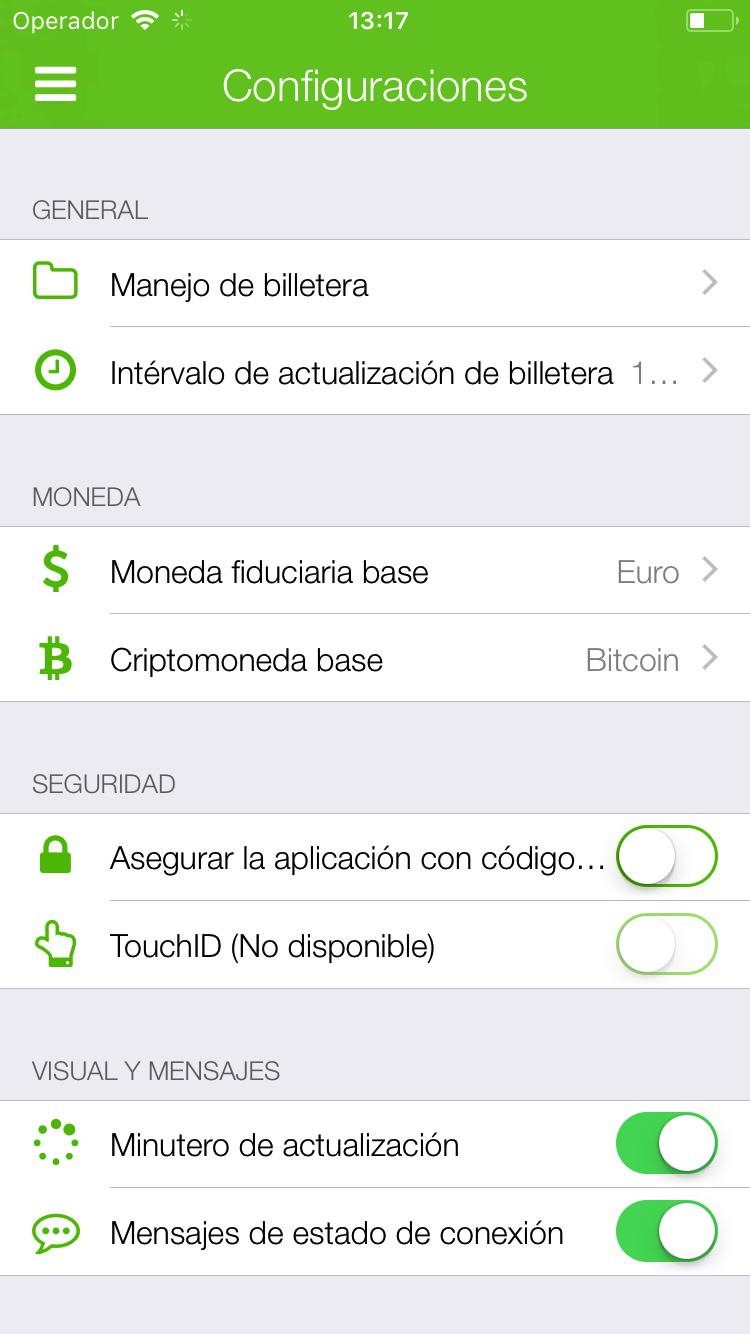 Operador 13:17
Configuraciones
GENERAL
Manejo de billetera
Intérvalo de actualización de billetera 1...
MONEDA
Moneda fiduciaria base Euro
Criptomoneda base Bitcoin
SEGURIDAD
Asegurar la aplicación con código...
TouchID (No disponible)
VISUAL Y MENSAJES
Minutero de actualización
Mensajes de estado de conexión